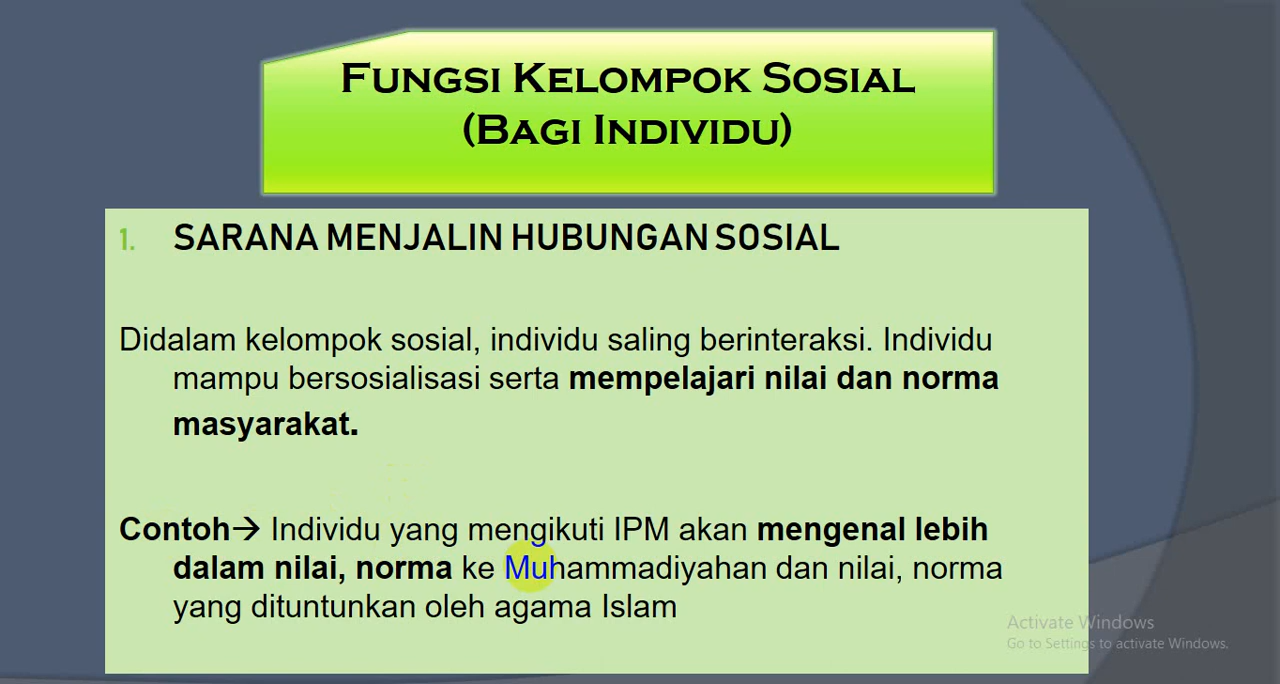 FUNGSI KELOMPOK SOSIAL
(BAGI INDIVIDU)
1. SARANA MENJALIN HUBUNGAN SOSIAL
Didalam kelompok sosial, individu saling berinteraksi. Individu
mampu bersosialisasi serta mempelajari nilai dan norma
masyarakat.
Contoh→ Individu yang mengikuti IPM akan mengenal lebih
dalam nilai, norma ke Muhammadiyahan dan nilai, norma
yang dituntunkan oleh agama Islam
Activate Windows
Go to Settings to activate Windows.